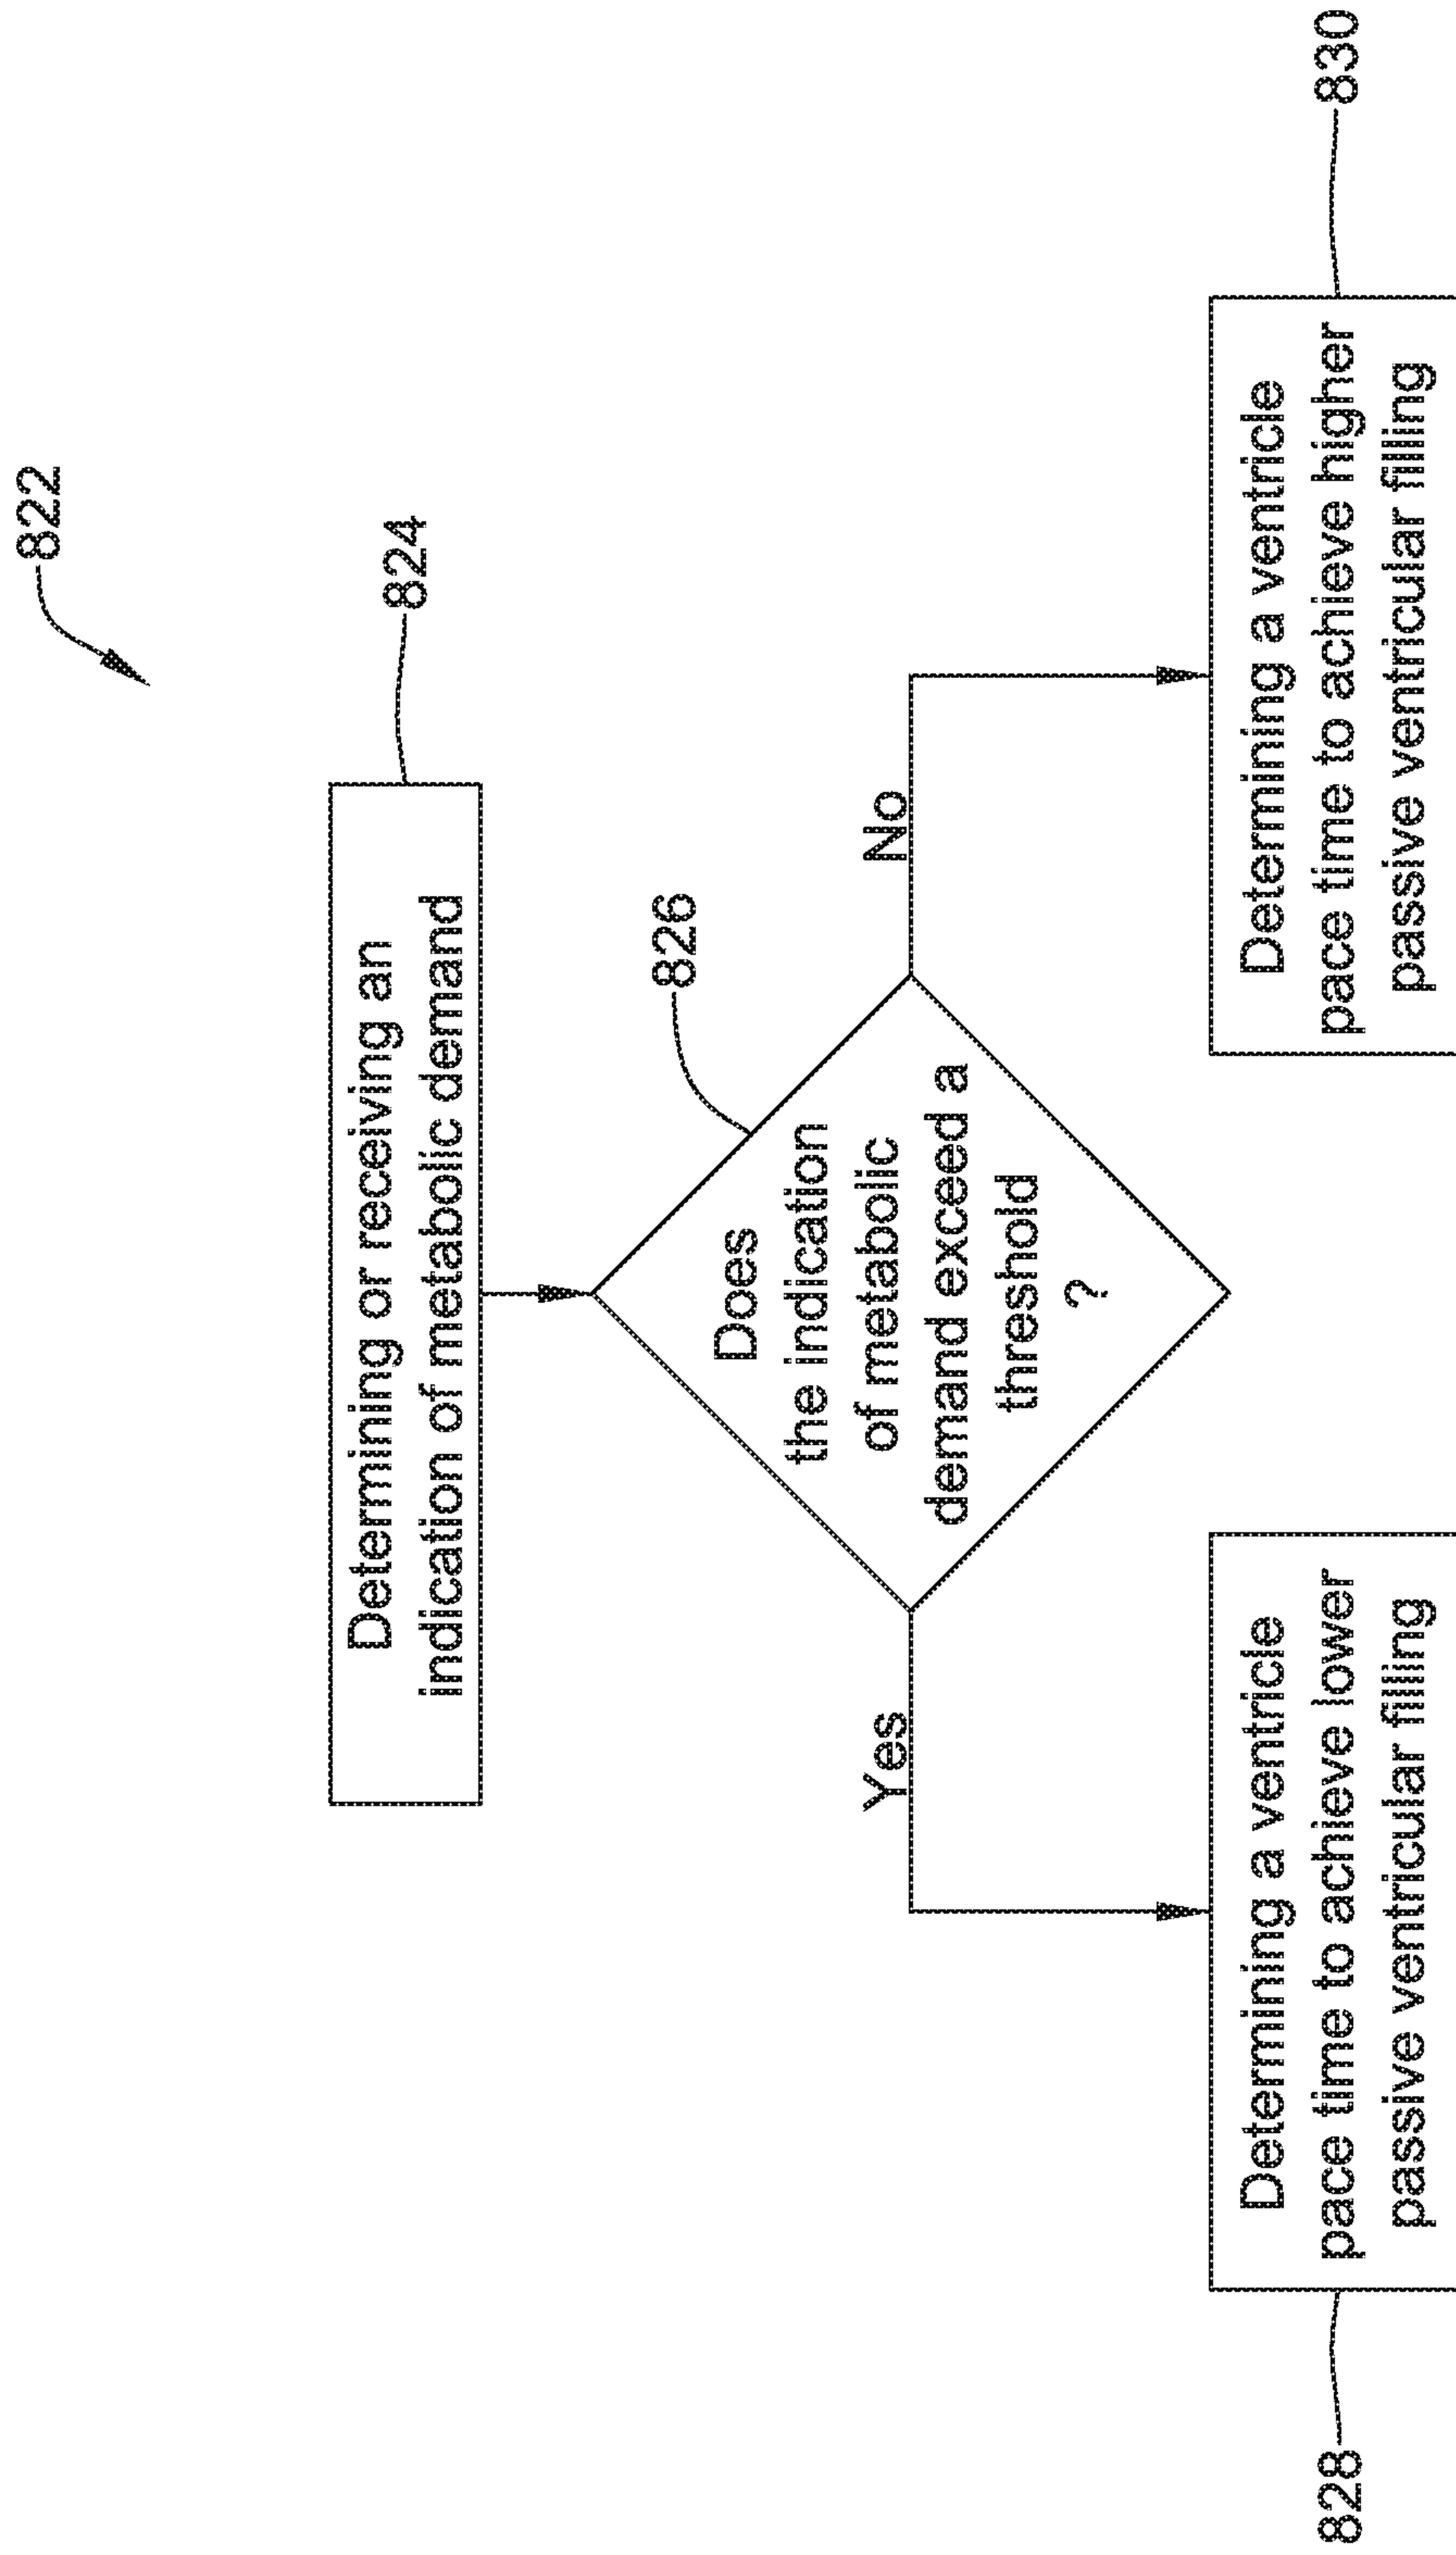 822
Determining or receiving an
indication of metabolic demand
824
Does
the indication
of metabolic
demand exceed a
threshold
?
826
Yes
No
828
Determining a ventricle
pace time to achieve lower
passive ventricular filling
Determining a ventricle
pace time to achieve higher
passive ventricular filling
830